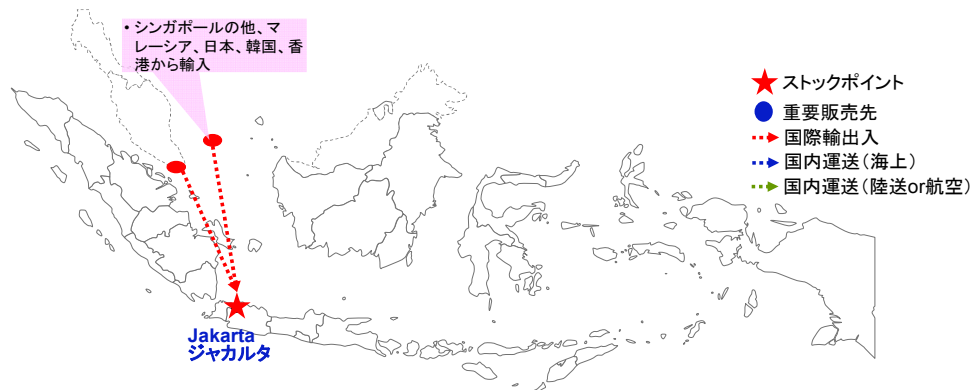 • シンガポールの他、マ
レーシア、日本、韓国、香
港から輸入
ストックポイント
重要販売先
国際輸出入
国内運送（海上）
国内運送（陸送or航空）
Jakarta
ジャカルタ